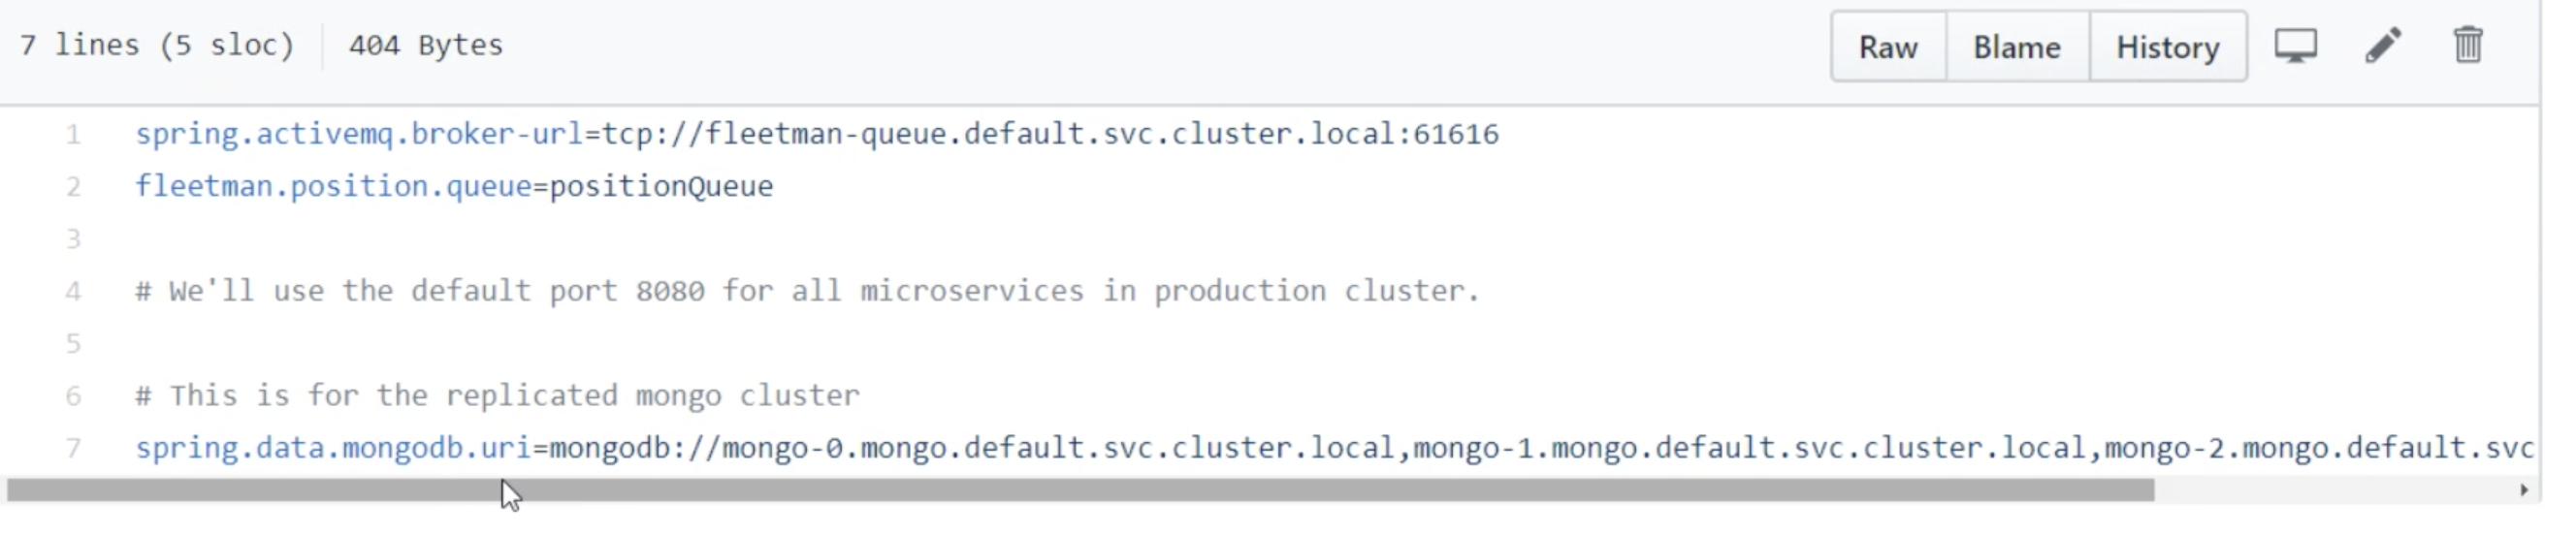 7 lines (5 sloc) 404 Bytes Raw Blame History
1 spring.activemq.broker-url=tcp://fleetman-queue.default.svc.cluster.local:61616
2 fleetman.position.queue=positionQueue
3
4 # We'll use the default port 8080 for all microservices in production cluster.
5
6 # This is for the replicated mongo cluster
7 spring.data.mongodb.uri=mongodb://mongo-0.mongo.default.svc.cluster.local,mongo-1.mongo.default.svc.cluster.local,mongo-2.mongo.default.svc